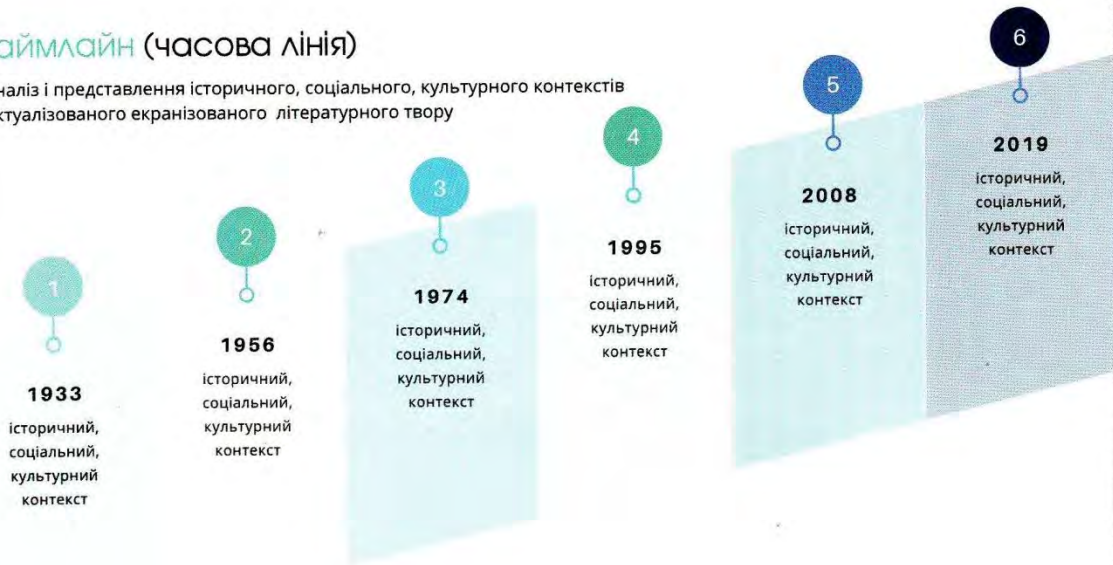 аймлайн (часова лінія)
наліз і представлення історичного, соціального, культурного контекстів
ктуалізованого екранізованого літературного твору
1
1933
історичний,
соціальний,
культурний
контекст
2
1956
історичний,
соціальний,
культурний
контекст
3
1974
історичний,
соціальний,
культурний
контекст
4
1995
історичний,
соціальний,
культурний
контекст
5
2008
історичний,
соціальний,
культурний
контекст
6
2019
історичний,
соціальний,
культурний
контекст